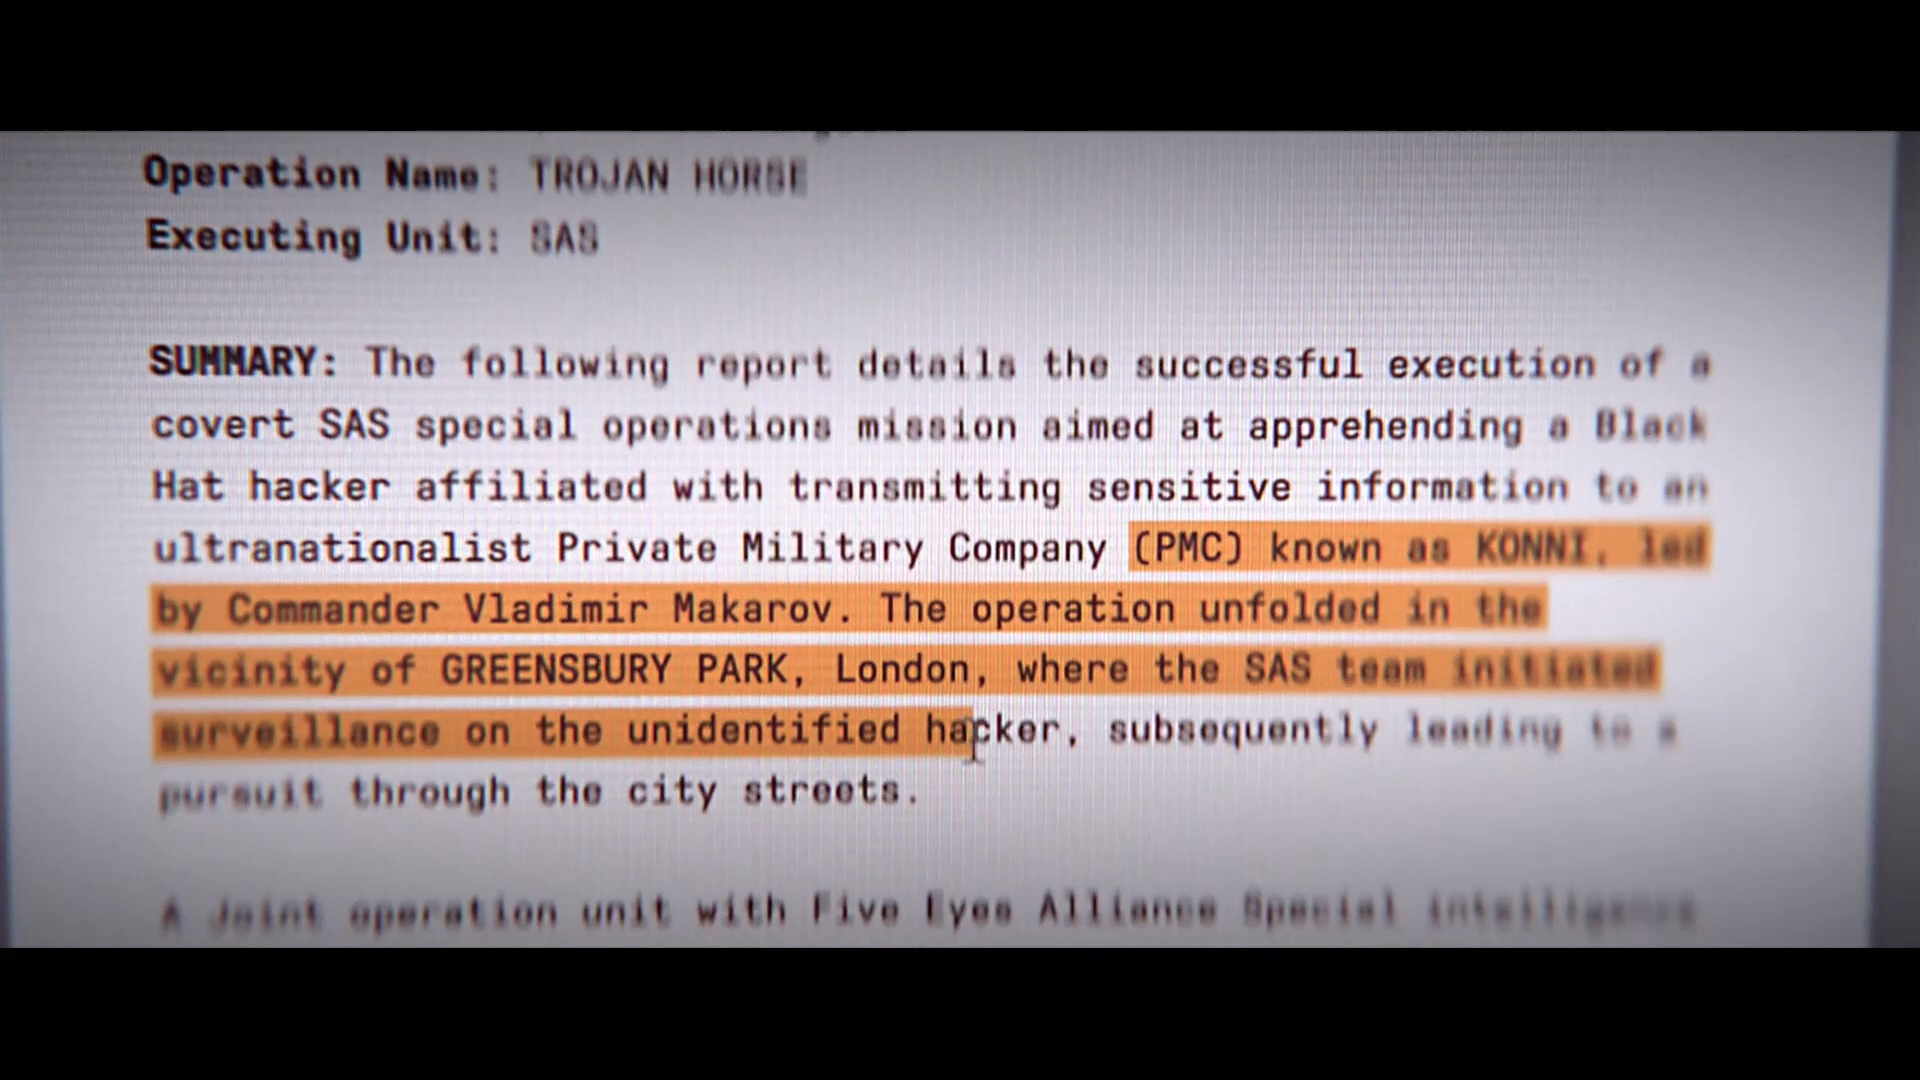 Operation Name: TROJAN HORSE
Executing Unit: SAS
SUMMARY: The following report details the successful execution of a
covert SAS special operations mission aimed at apprehending a Black
Hat hacker affiliated with transmitting sensitive information to an
ultranationalist Private Military Company (PMC) known as KONNI, led
by Commander Vladimir Makarov. The operation unfolded in the
vicinity of GREENSBURY PARK, London, where the SAS team initiated
surveillance on the unidentified hacker, subsequently leading to a
pursuit through the city streets.
A Joint operation unit with Five Eyes Alliance Special intelligence